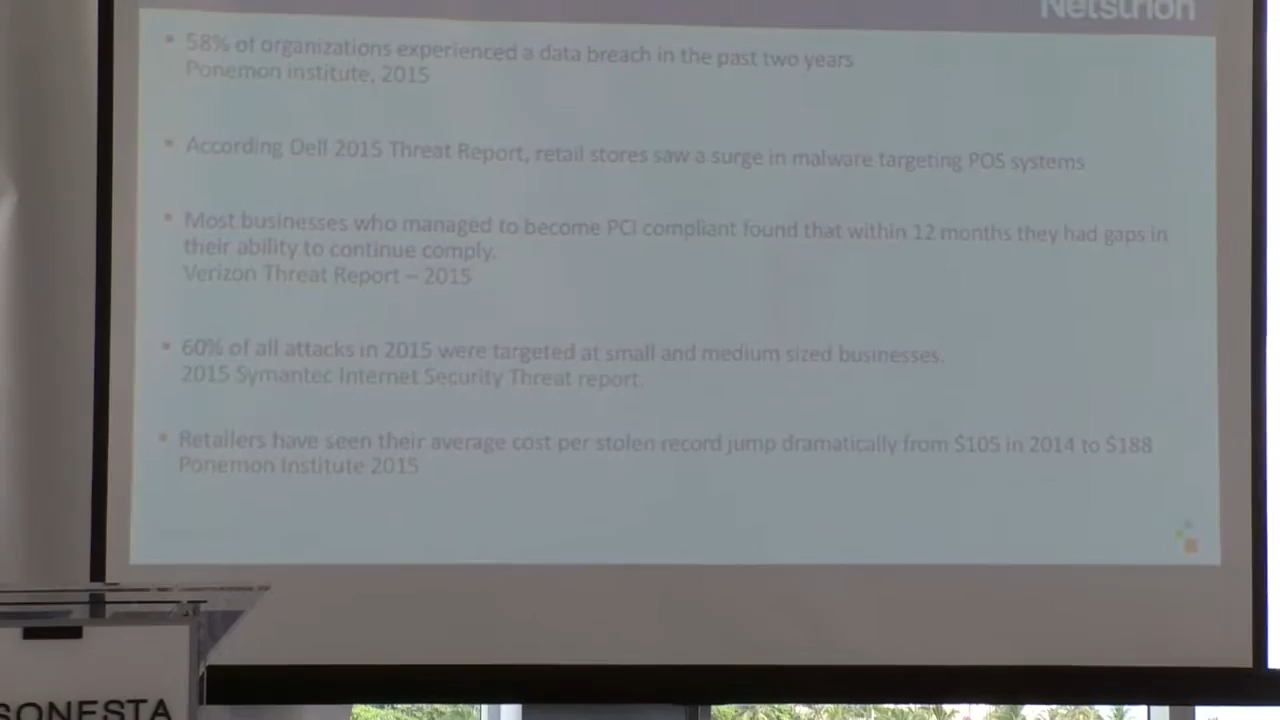 Netsurion
• 58% of organizations experienced a data breach in the past two years
Ponemon institute, 2015
• According Dell 2015 Threat Report, retail stores saw a surge in malware targeting POS systems
• Most businesses who managed to become PCI compliant found that within 12 months they had gaps in
their ability to continue comply.
Verizon Threat Report – 2015
• 60% of all attacks in 2015 were targeted at small and medium sized businesses.
2015 Symantec Internet Security Threat report.
• Retailers have seen their average cost per stolen record jump dramatically from $105 in 2014 to $188
Ponemon Institute 2015
SONESTA